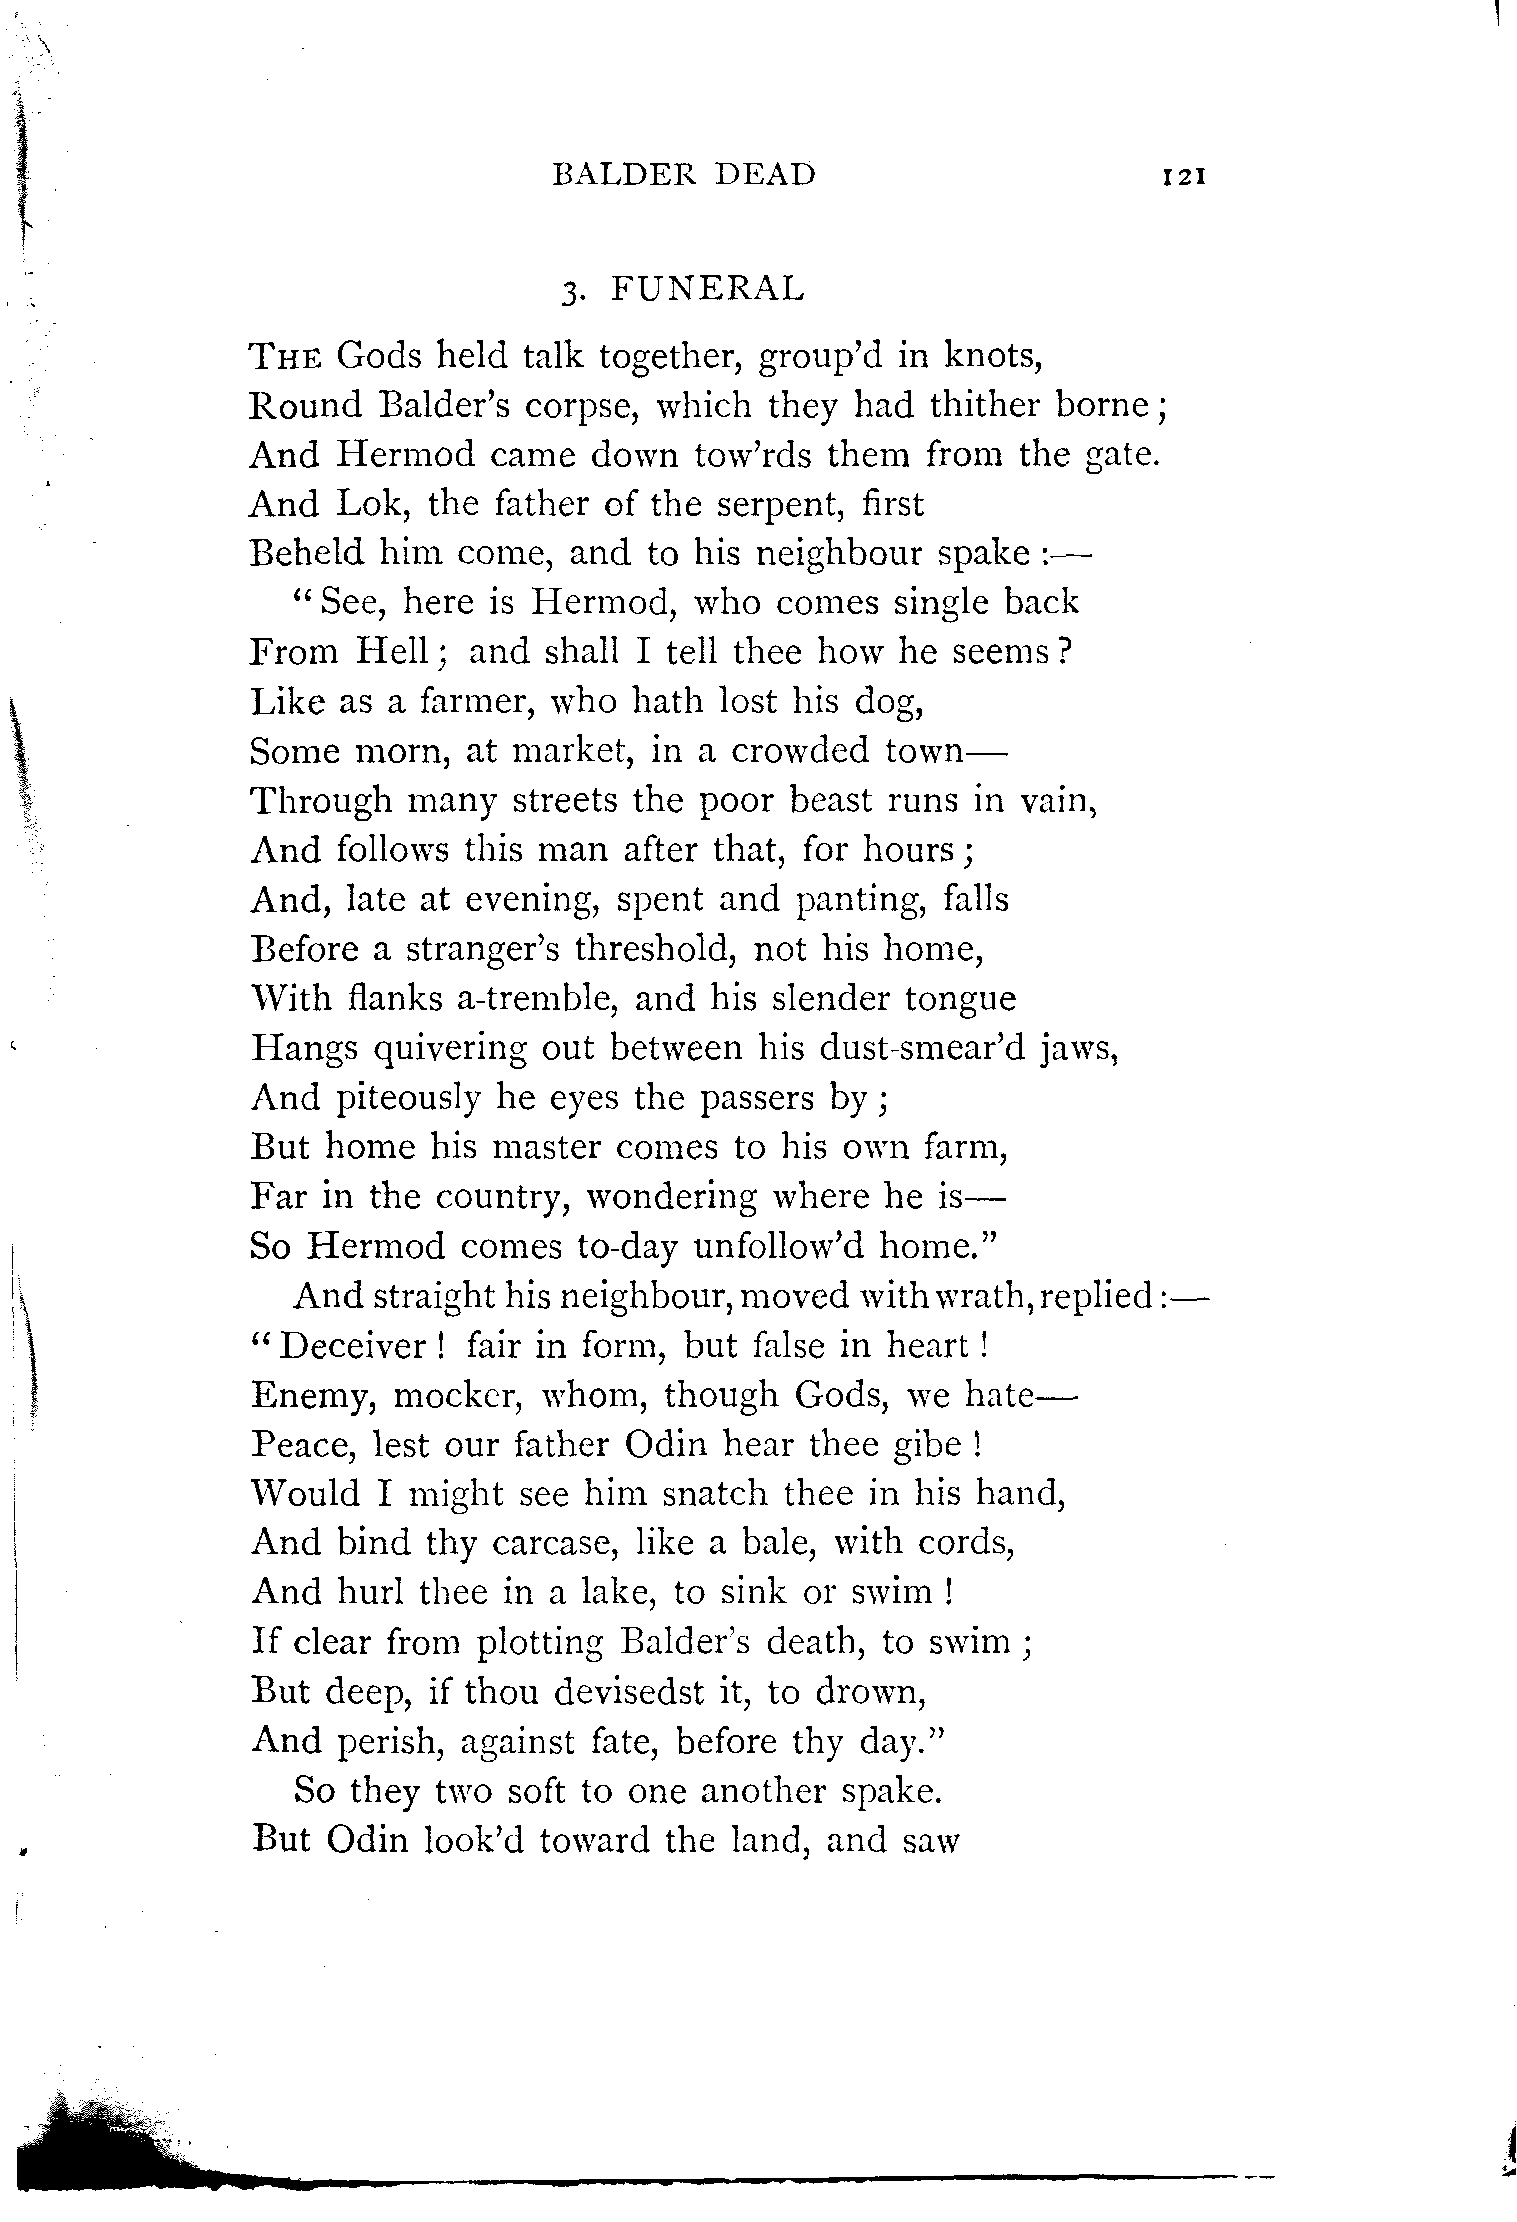 BALDER DEAD 121
3. FUNERAL
THE Gods held talk together, group'd in knots,
Round Balder's corpse, which they had thither borne;
And Hermod came down tow'rds them from the gate.
And Lok, the father of the serpent, first
Beheld him come, and to his neighbour spake :—
"See, here is Hermod, who comes single back
From Hell; and shall I tell thee how he seems?
Like as a farmer, who hath lost his dog,
Some morn, at market, in a crowded town—
Through many streets the poor beast runs in vain,
And follows this man after that, for hours;
And, late at evening, spent and panting, falls
Before a stranger's threshold, not his home,
With flanks a-tremble, and his slender tongue
Hangs quivering out between his dust-smear'd jaws,
And piteously he eyes the passers by;
But home his master comes to his own farm,
Far in the country, wondering where he is—
So Hermod comes to-day unfollow'd home."
And straight his neighbour, moved with wrath, replied :—
"Deceiver! fair in form, but false in heart!
Enemy, mocker, whom, though Gods, we hate—
Peace, lest our father Odin hear thee gibe!
Would I might see him snatch thee in his hand,
And bind thy carcase, like a bale, with cords,
And hurl thee in a lake, to sink or swim!
If clear from plotting Balder's death, to swim;
But deep, if thou devisedst it, to drown,
And perish, against fate, before thy day."
So they two soft to one another spake.
But Odin look'd toward the land, and saw